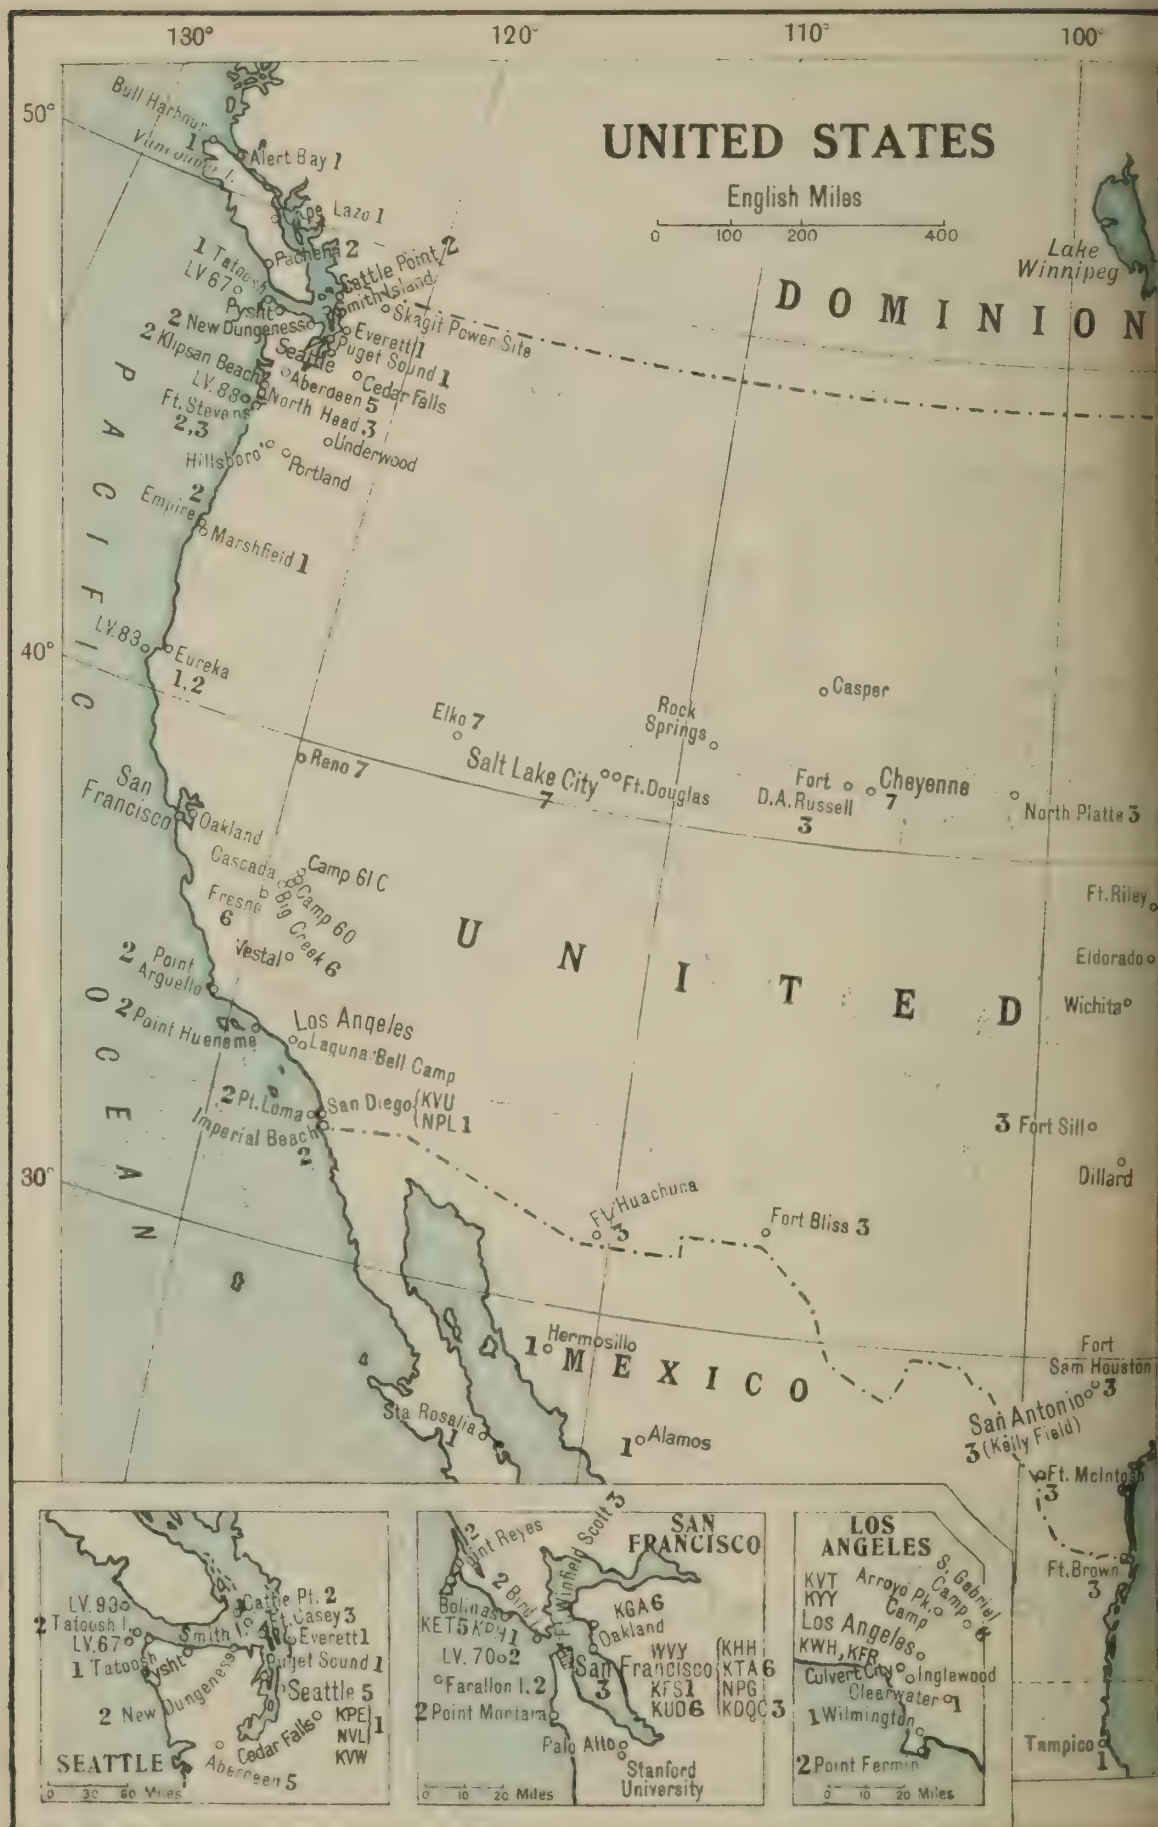 130°
120°
110°
100°
50°
40°
30°
UNITED STATES
English Miles
0 100 200 400
Lake
Winnipeg
DOMINION
Bull Harbour
1
Vancouver I.
Alert Bay 1
Lazo 1
Pachena 2
1 Tatoosh
LV 67
Cattle Point 2
Smith Island
Skagit Power Site
Pysht
2 New Dungeness
Everett 1
Puget Sound 1
Seattle
2 Klipsan Beach
Cedar Falls
Aberdeen 5
LV. 88
North Head 3
Ft. Stevens
2,3
Underwood
Hillsboro'
Portland
2
Empire
Marshfield 1
PACIFIC
OCEAN
LV. 83
Eureka
1, 2
Casper
Rock
Springs
Elko 7
Reno 7
Salt Lake City
7
Ft. Douglas
Fort
D.A. Russell
3
Cheyenne
7
North Platte 3
San
Francisco
Oakland
Cascada
Camp 61 C
Camp 60
Big Creek 6
Fresno
6
Vestal
Ft. Riley
Eldorado
Wichita
UNITED
2 Point
Arguello
2 Point Hueneme
Los Angeles
Laguna Bell Camp
2 Pt. Loma
San Diego { KVU
NPL 1
Imperial Beach
2
3 Fort Sill
Dillard
Ft. Huachuca
3
Fort Bliss 3
1 Hermosillo
MEXICO
Sta Rosalia
1
1 Alamos
Fort
Sam Houston
3
San Antonio
3 (Kelly Field)
Ft. McIntosh
3
Ft. Brown
3
Tampico
1
LV. 93
2 Tatoosh I.
LV. 67
1 Tatoosh
Pysht
Smith I.
Cattle Pt. 2
Ft. Casey 3
Everett 1
Puget Sound 1
2 New Dungeness
Seattle 5
KPE
NVL } 1
KVW
Cedar Falls
Aberdeen 5
SEATTLE
0 30 60 Miles
SAN
FRANCISCO
2
Point Reyes
2 Bird
Ft. Winfield Scott 3
Bolinas
KET 5 KPH 1
KGA 6
Oakland
LV. 70 2
Farallon I. 2
San Francisco
3
WVY
KFS 1
KUO 6
KHH
KTA 6
NPG
KDQC 3
2 Point Montara
Palo Alto
Stanford
University
0 10 20 Miles
LOS
ANGELES
KVT
KYY
Arroyo Pk.
Camp
S. Gabriel
Camp
6
Los Angeles
KWH, KFR
Culvert City
Inglewood
Clearwater 1
1 Wilmington
2 Point Fermin
0 10 20 Miles